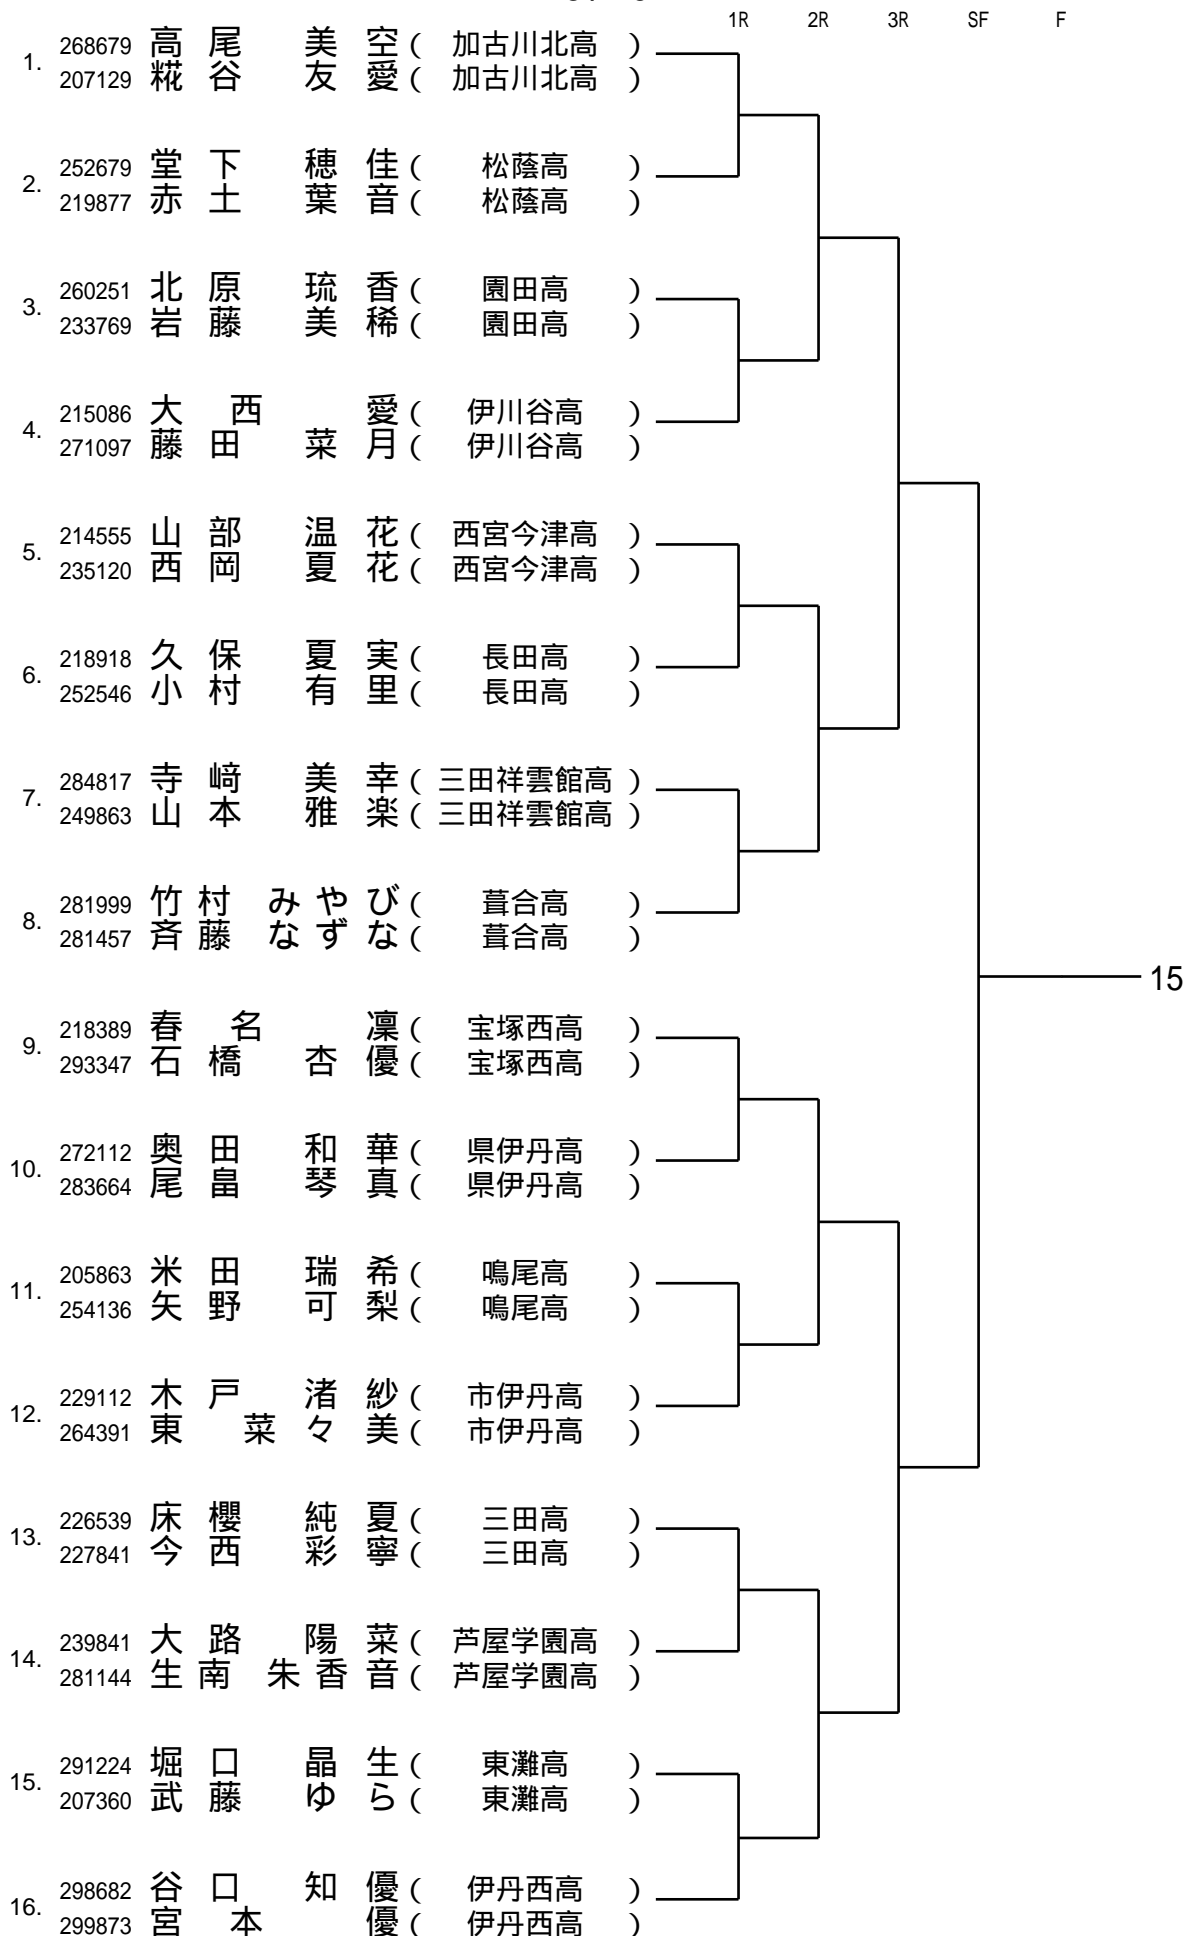 1R 2R 3R SF F
1. 268679 高尾 美空 ( 加古川北高 )
207129 糀谷 友愛 ( 加古川北高 )
2. 252679 堂下 穂佳 ( 松蔭高 )
219877 赤土 葉音 ( 松蔭高 )
3. 260251 北原 琉香 ( 園田高 )
233769 岩藤 美稀 ( 園田高 )
4. 215086 大西 愛 ( 伊川谷高 )
271097 藤田 菜月 ( 伊川谷高 )
5. 214555 山部 温花 ( 西宮今津高 )
235120 西岡 夏花 ( 西宮今津高 )
6. 218918 久保 夏実 ( 長田高 )
252546 小村 有里 ( 長田高 )
7. 284817 寺﨑 美幸 ( 三田祥雲館高 )
249863 山本 雅楽 ( 三田祥雲館高 )
8. 281999 竹村 みやび ( 葺合高 )
281457 斉藤 なずな ( 葺合高 )
15
9. 218389 春名 凜 ( 宝塚西高 )
293347 石橋 杏優 ( 宝塚西高 )
10. 272112 奥田 和華 ( 県伊丹高 )
283664 尾畠 琴真 ( 県伊丹高 )
11. 205863 米田 瑞希 ( 鳴尾高 )
254136 矢野 可梨 ( 鳴尾高 )
12. 229112 木戸 渚紗 ( 市伊丹高 )
264391 東 菜々美 ( 市伊丹高 )
13. 226539 床櫻 純夏 ( 三田高 )
227841 今西 彩寧 ( 三田高 )
14. 239841 大路 陽菜 ( 芦屋学園高 )
281144 生南 朱香音 ( 芦屋学園高 )
15. 291224 堀口 晶生 ( 東灘高 )
207360 武藤 ゆら ( 東灘高 )
16. 298682 谷口 知優 ( 伊丹西高 )
299873 宮本 優 ( 伊丹西高 )